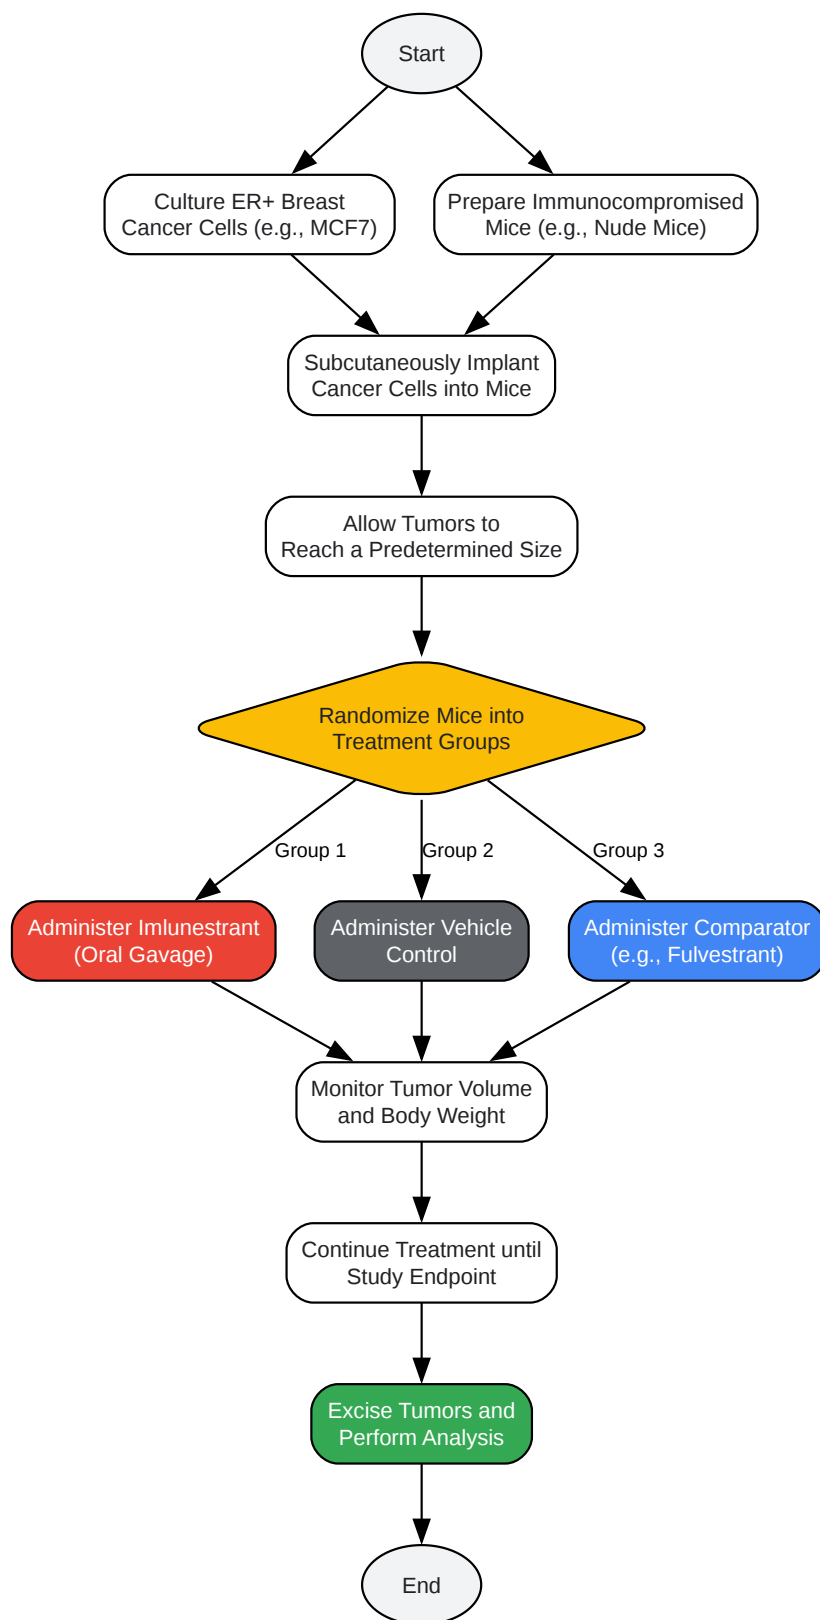 Start
Culture ER+ Breast
Cancer Cells (e.g., MCF7)
Prepare Immunocompromised
Mice (e.g., Nude Mice)
Subcutaneously Implant
Cancer Cells into Mice
Allow Tumors to
Reach a Predetermined Size
Randomize Mice into
Treatment Groups
Group 1
Group 2
Group 3
Administer Imlunestrant
(Oral Gavage)
Administer Vehicle
Control
Administer Comparator
(e.g., Fulvestrant)
Monitor Tumor Volume
and Body Weight
Continue Treatment until
Study Endpoint
Excise Tumors and
Perform Analysis
End